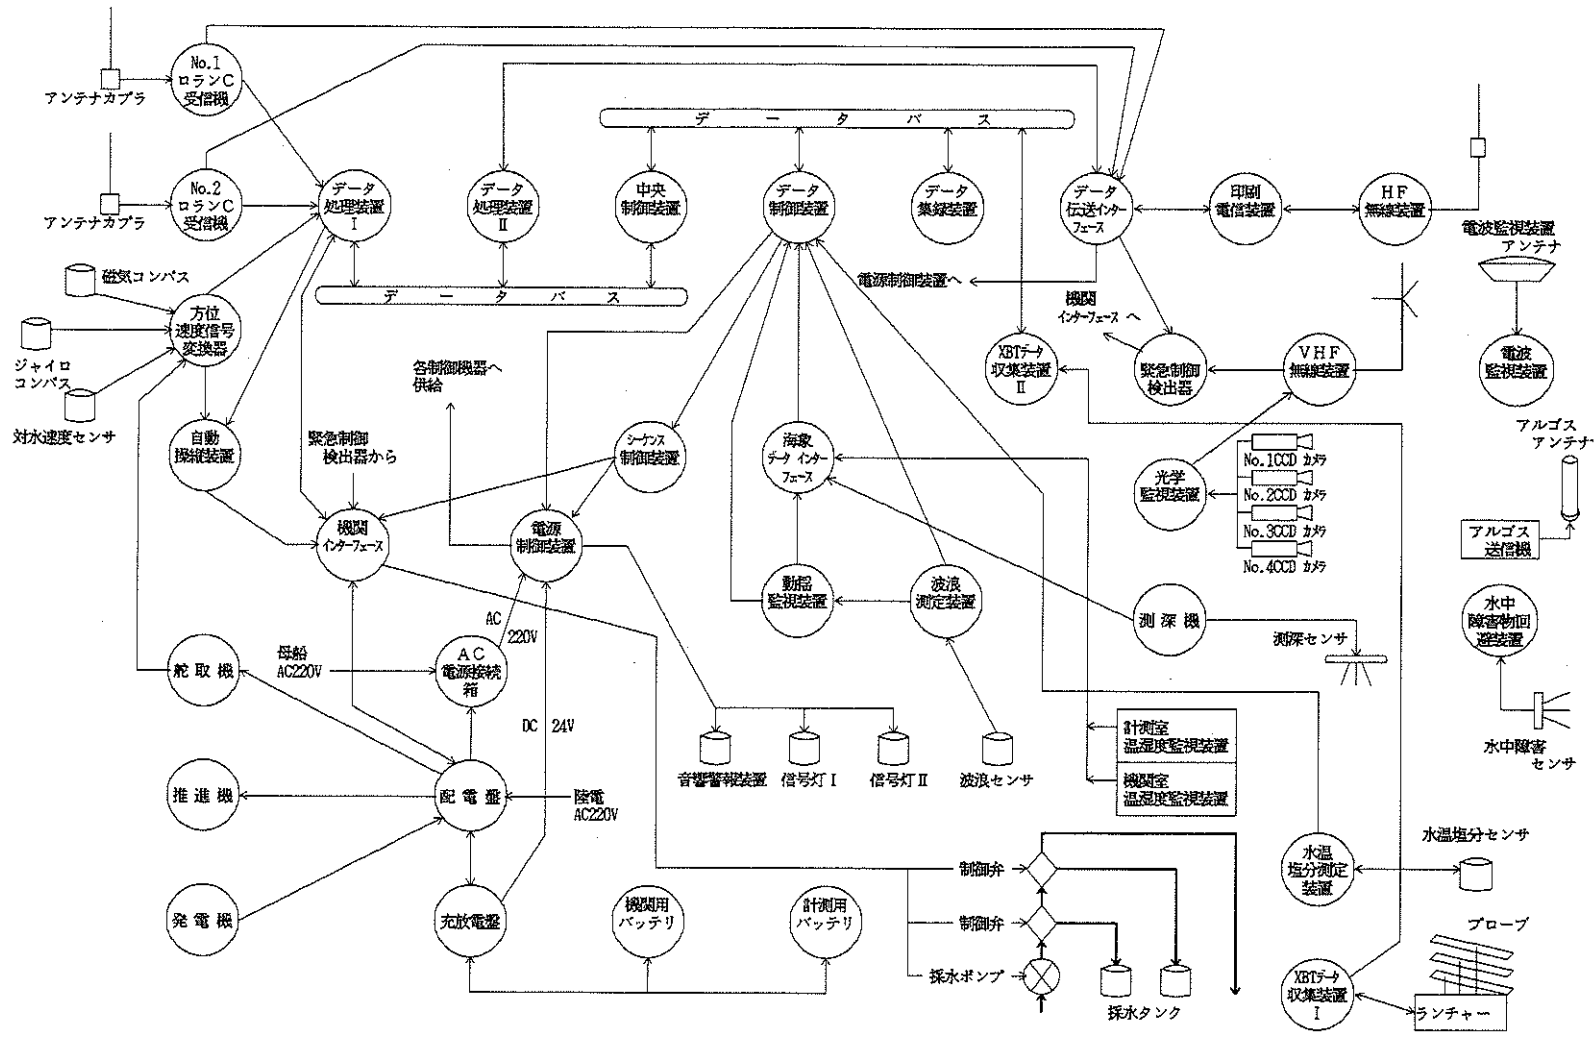 No.1
ロランC
受信機
アンテナカプラ
No.2
ロランC
受信機
アンテナカプラ
データ
処理装置
I
データ
処理装置
II
中央
制御装置
データ
制御装置
データ
集録装置
データ
伝送インター
フェース
印刷
電信装置
HF
無線装置
データバス
データバス
電波監視装置
アンテナ
磁気コンパス
方位
速度信号
変換器
ジャイロ
コンパス
対水速度センサ
自動
操縦装置
緊急制御
検出器から
各制御機器へ
供給
電源制御装置へ
機関
インターフェースへ
XBTデータ
収集装置
II
緊急制御
検出器
VHF
無線装置
電波
監視装置
アルゴス
アンテナ
シーケンス
制御装置
海象
データインター
フェース
光学
監視装置
No.1CCDカメラ
No.2CCDカメラ
No.3CCDカメラ
No.4CCDカメラ
アルゴス
送信機
機関
インターフェース
電源
制御装置
動揺
監視装置
波浪
測定装置
測深機
測深センサ
水中
障害物回
避装置
水中障害
センサ
舵取機
母船
AC220V
AC
220V
AC
電源接続
箱
DC 24V
音響警報装置
信号灯I
信号灯II
波浪センサ
計測室
温湿度監視装置
機関室
温湿度監視装置
推進機
配電盤
陸電
AC220V
発電機
充放電盤
機関用
バッテリ
計測用
バッテリ
制御弁
制御弁
採水ポンプ
採水タンク
水温
塩分測定
装置
水温塩分センサ
プローブ
XBTデータ
収集装置
I
ランチャー